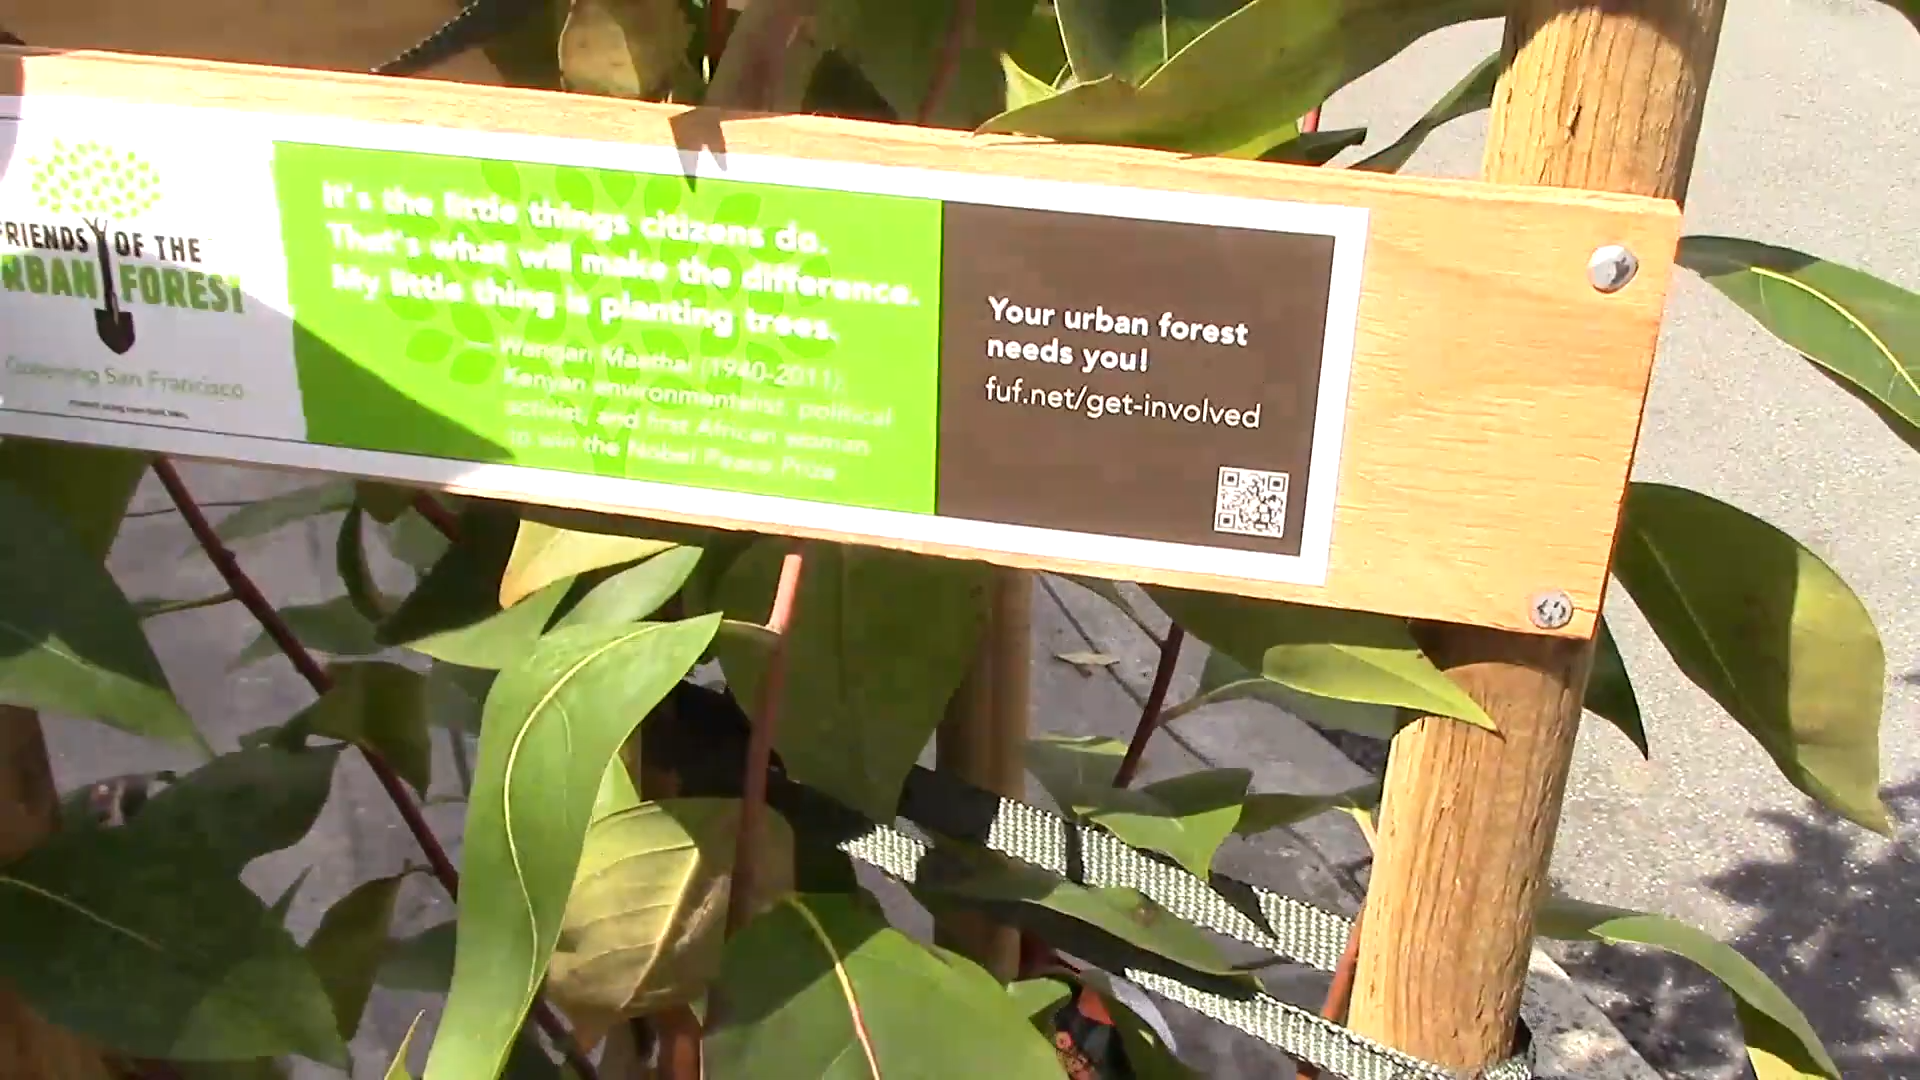 FRIENDS OF THE
URBAN FOREST
Greening San Francisco
It's the little things citizens do.
That's what will make the difference.
My little thing is planting trees.
— Wangari Maathai (1940-2011),
Kenyan environmentalist, political
activist, and first African woman
to win the Nobel Peace Prize
Your urban forest
needs you!
fuf.net/get-involved